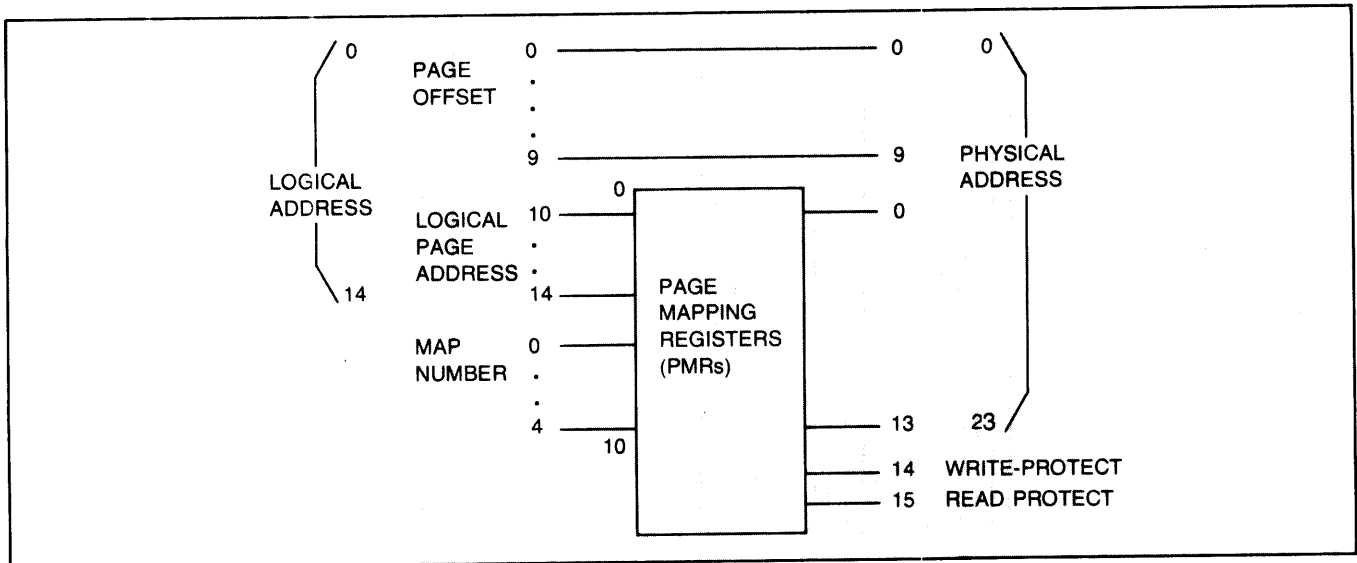 0 0 0 0
PAGE
OFFSET
9 9
PHYSICAL
ADDRESS
LOGICAL
ADDRESS
0
10 0
LOGICAL
PAGE
ADDRESS
14 14
PAGE
MAPPING
REGISTERS
(PMRs)
MAP 0
NUMBER
4 13 23
10
14 WRITE-PROTECT
15 READ PROTECT